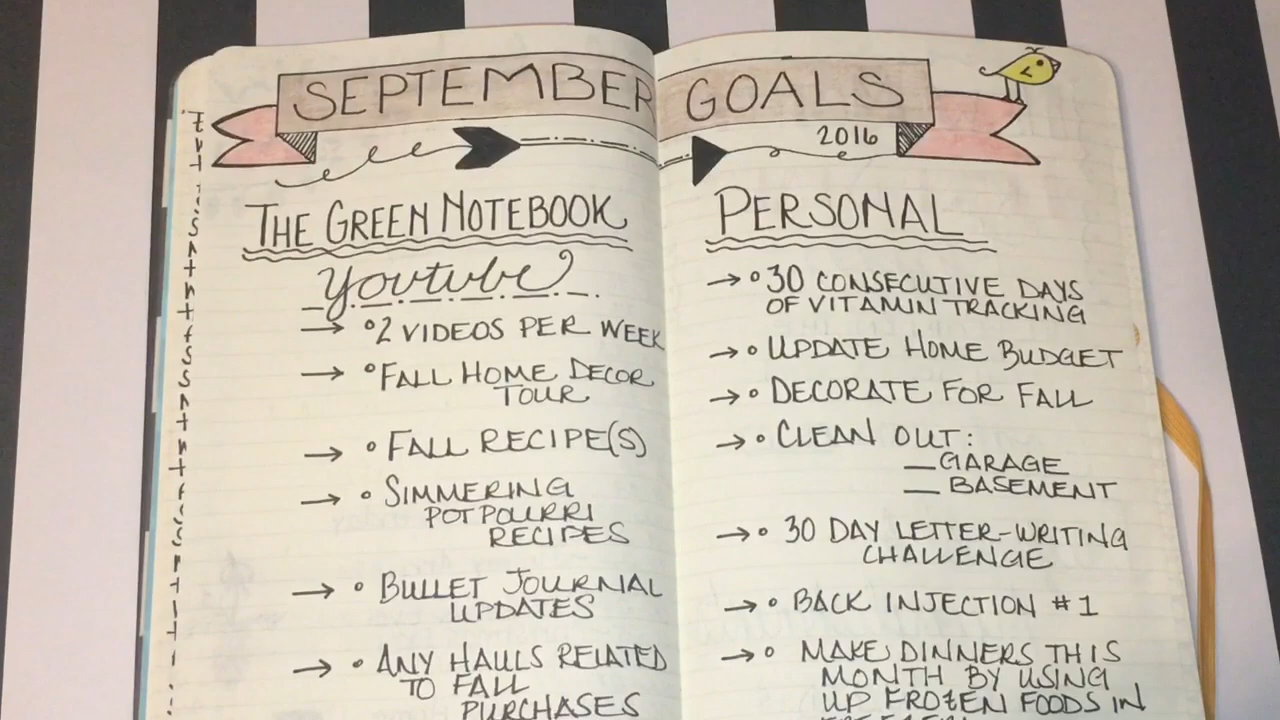 SEPTEMBER GOALS
2016
THE GREEN NOTEBOOK
Youtube
→ ° 2 VIDEOS PER WEEK
→ ° FALL HOME DECOR
TOUR
→ ° FALL RECIPE(S)
→ ° SIMMERING
POTPOURRI
RECIPES
→ ° BULLET JOURNAL
UPDATES
→ ° ANY HAULS RELATED
TO FALL
PURCHASES
PERSONAL
→ ° 30 CONSECUTIVE DAYS
OF VITAMIN TRACKING
→ ° UPDATE HOME BUDGET
→ ° DECORATE FOR FALL
→ ° CLEAN OUT:
— GARAGE
— BASEMENT
→ ° 30 DAY LETTER-WRITING
CHALLENGE
→ ° BACK INJECTION #1
→ ° MAKE DINNERS THIS
MONTH BY USING
UP FROZEN FOODS IN